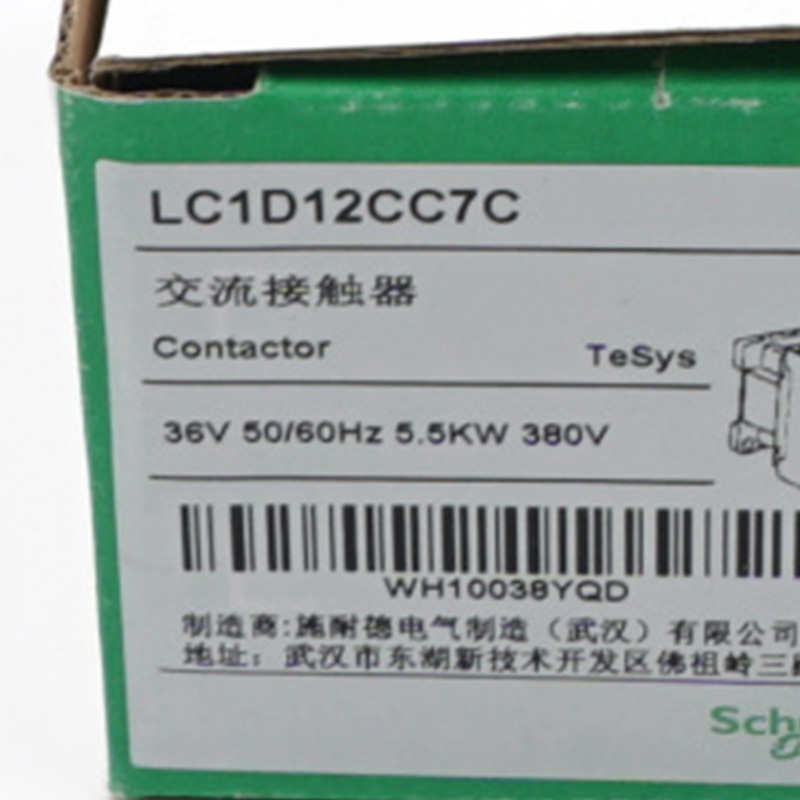 LC1D12CC7C
交流接触器
Contactor TeSys
36V 50/60Hz 5.5KW 380V
WH10038YQD
制造商:施耐德电气制造（武汉）有限公司
地址：武汉市东湖新技术开发区佛祖岭三
Sch